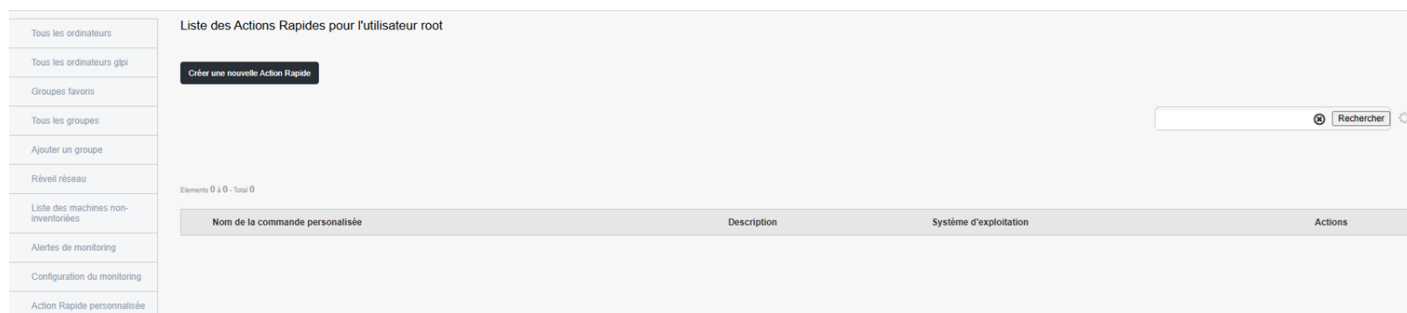 Tous les ordinateurs
Tous les ordinateurs glpi
Groupes favoris
Tous les groupes
Ajouter un groupe
Réveil réseau
Liste des machines non-
inventoriées
Alertes de monitoring
Configuration du monitoring
Action Rapide personnalisée
Liste des Actions Rapides pour l'utilisateur root
Créer une nouvelle Action Rapide
Rechercher
Elements 0 à 0 - Total 0
Nom de la commande personalisée Description Système d'exploitation Actions